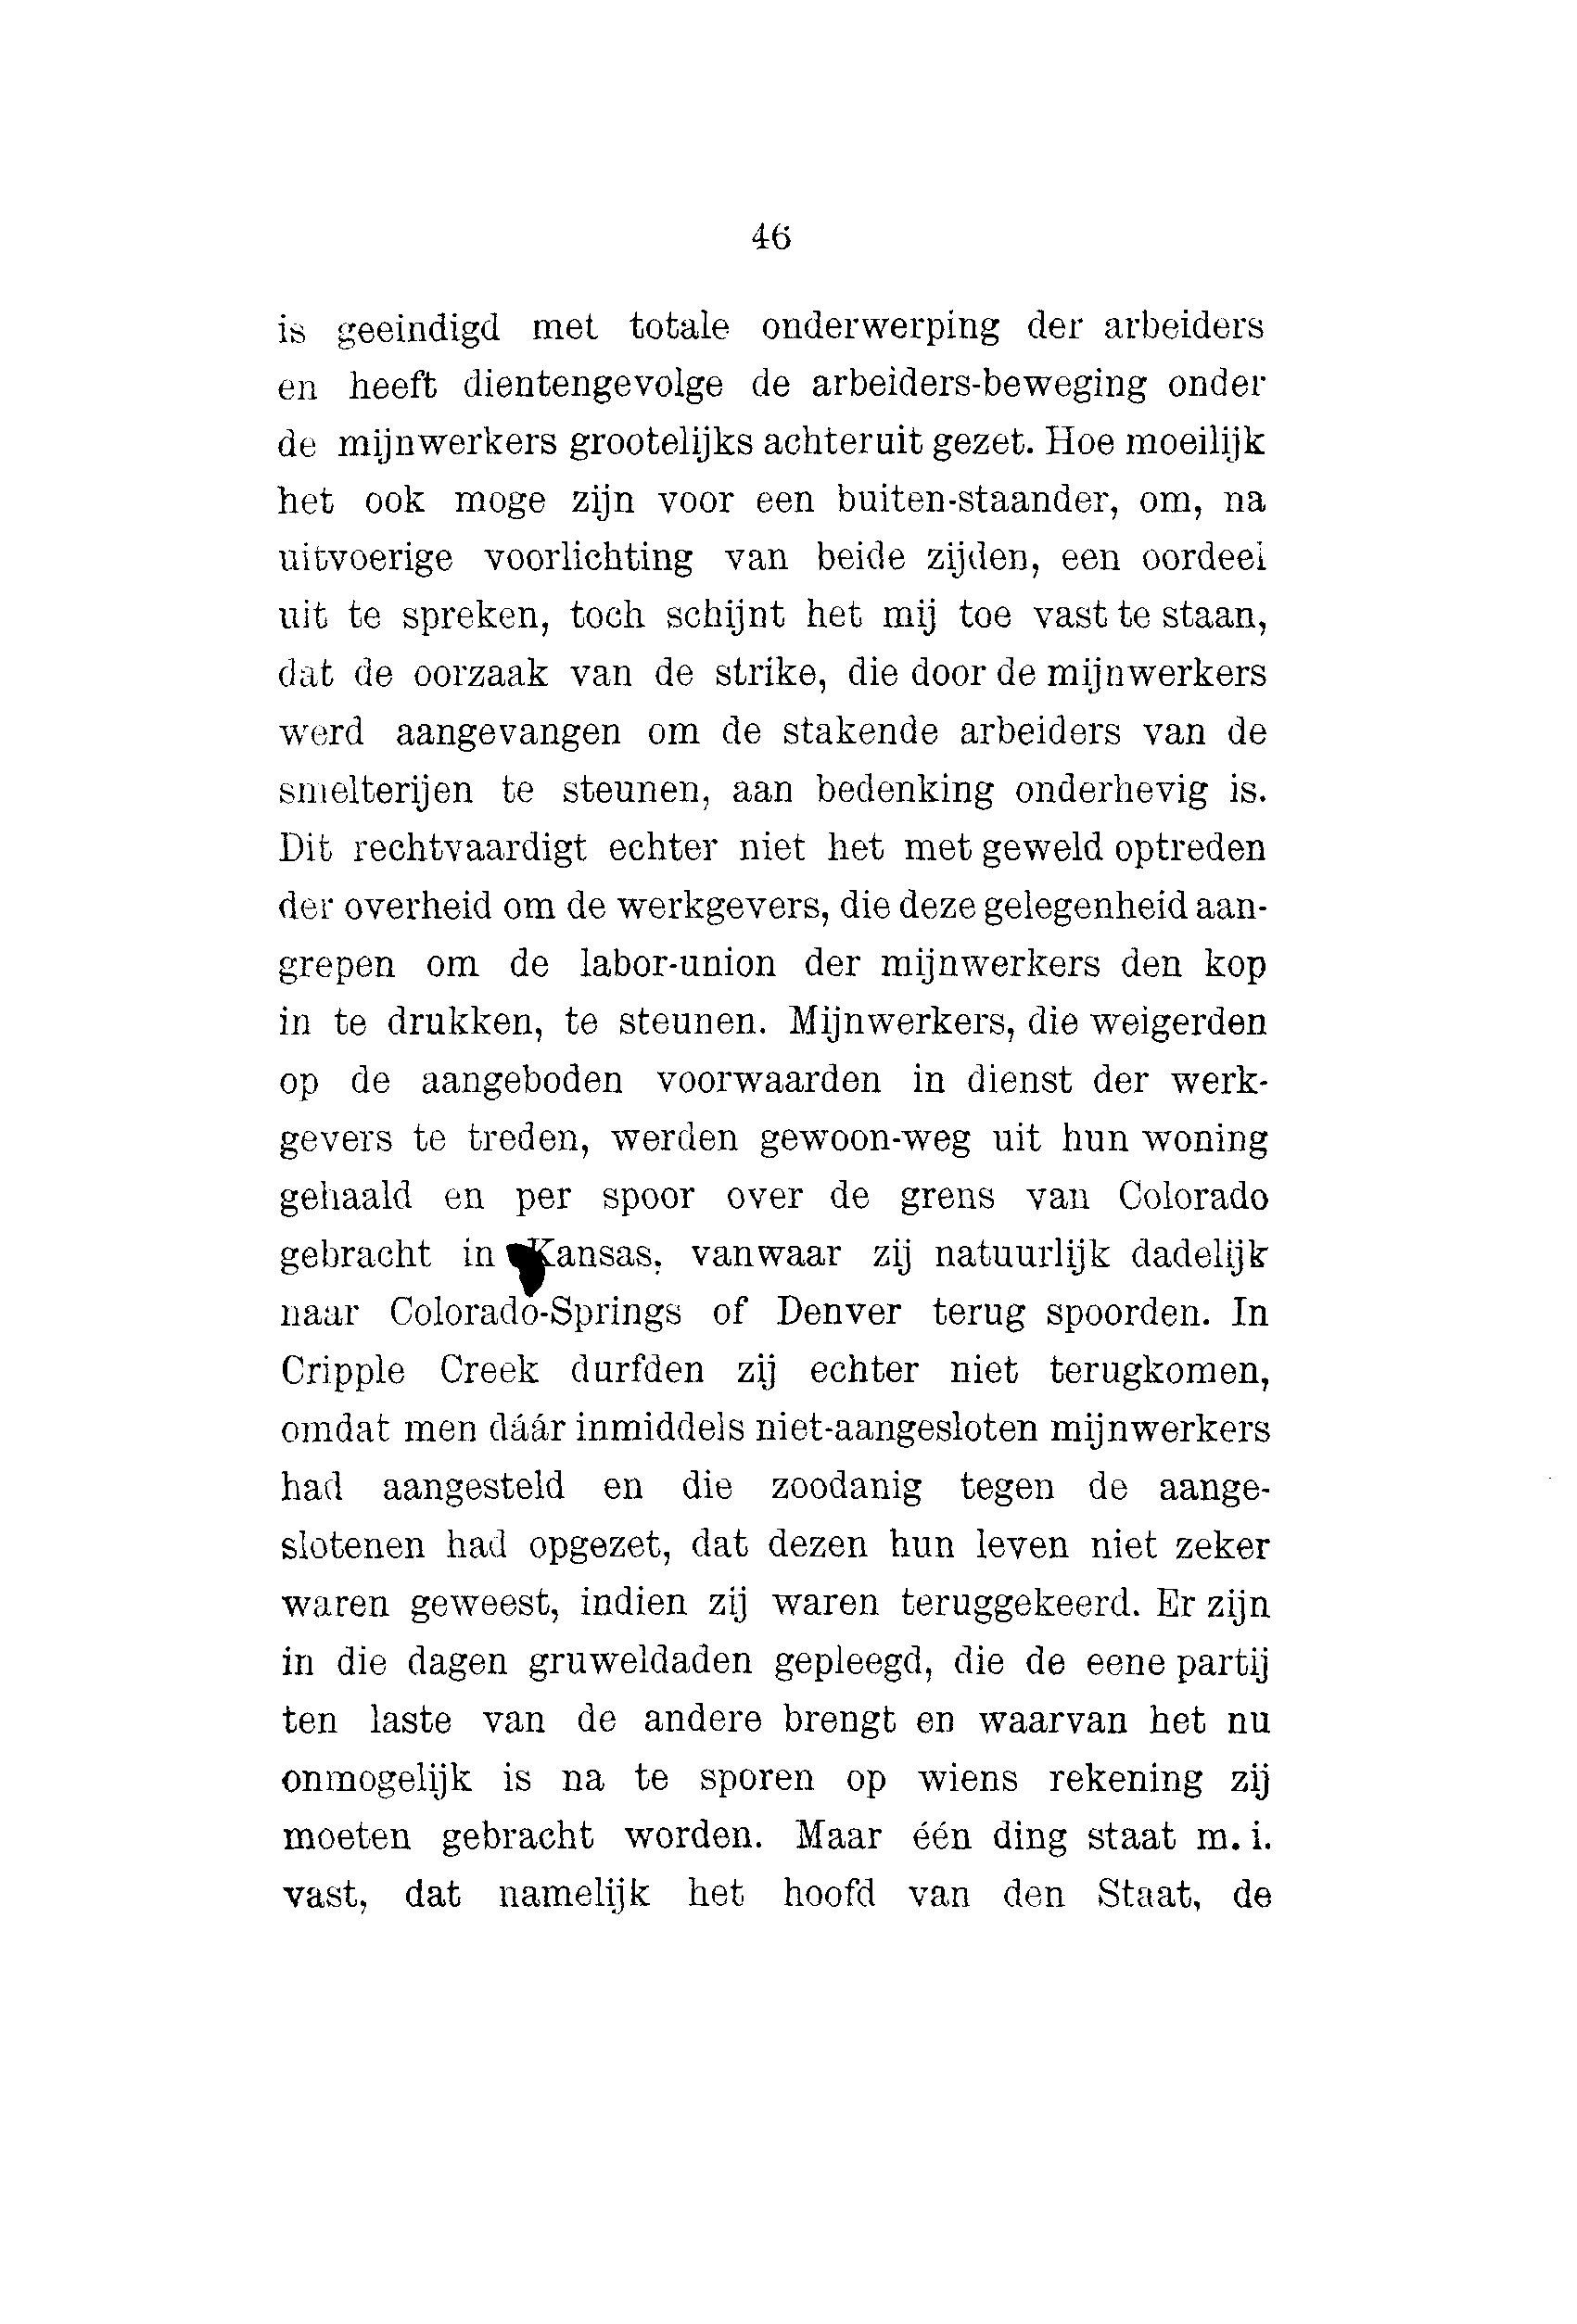 46
is geeindigd met totale onderwerping der arbeiders
en heeft dientengevolge de arbeiders-beweging onder
de mijnwerkers grootelijks achteruit gezet. Hoe moeilijk
het ook moge zijn voor een buiten-staander, om, na
uitvoerige voorlichting van beide zijden, een oordeel
uit te spreken, toch schijnt het mij toe vast te staan,
dat de oorzaak van de strike, die door de mijnwerkers
werd aangevangen om de stakende arbeiders van de
smelterijen te steunen, aan bedenking onderhevig is.
Dit rechtvaardigt echter niet het met geweld optreden
der overheid om de werkgevers, die deze gelegenheid aan-
grepen om de labor-union der mijnwerkers den kop
in te drukken, te steunen. Mijnwerkers, die weigerden
op de aangeboden voorwaarden in dienst der werk-
gevers te treden, werden gewoon-weg uit hun woning
gehaald en per spoor over de grens van Colorado
gebracht in Kansas, vanwaar zij natuurlijk dadelijk
naar Colorado-Springs of Denver terug spoorden. In
Cripple Creek durfden zij echter niet terugkomen,
omdat men dáár inmiddels niet-aangesloten mijnwerkers
had aangesteld en die zoodanig tegen de aange-
slotenen had opgezet, dat dezen hun leven niet zeker
waren geweest, indien zij waren teruggekeerd. Er zijn
in die dagen gruweldaden gepleegd, die de eene partij
ten laste van de andere brengt en waarvan het nu
onmogelijk is na te sporen op wiens rekening zij
moeten gebracht worden. Maar één ding staat m. i.
vast, dat namelijk het hoofd van den Staat, de